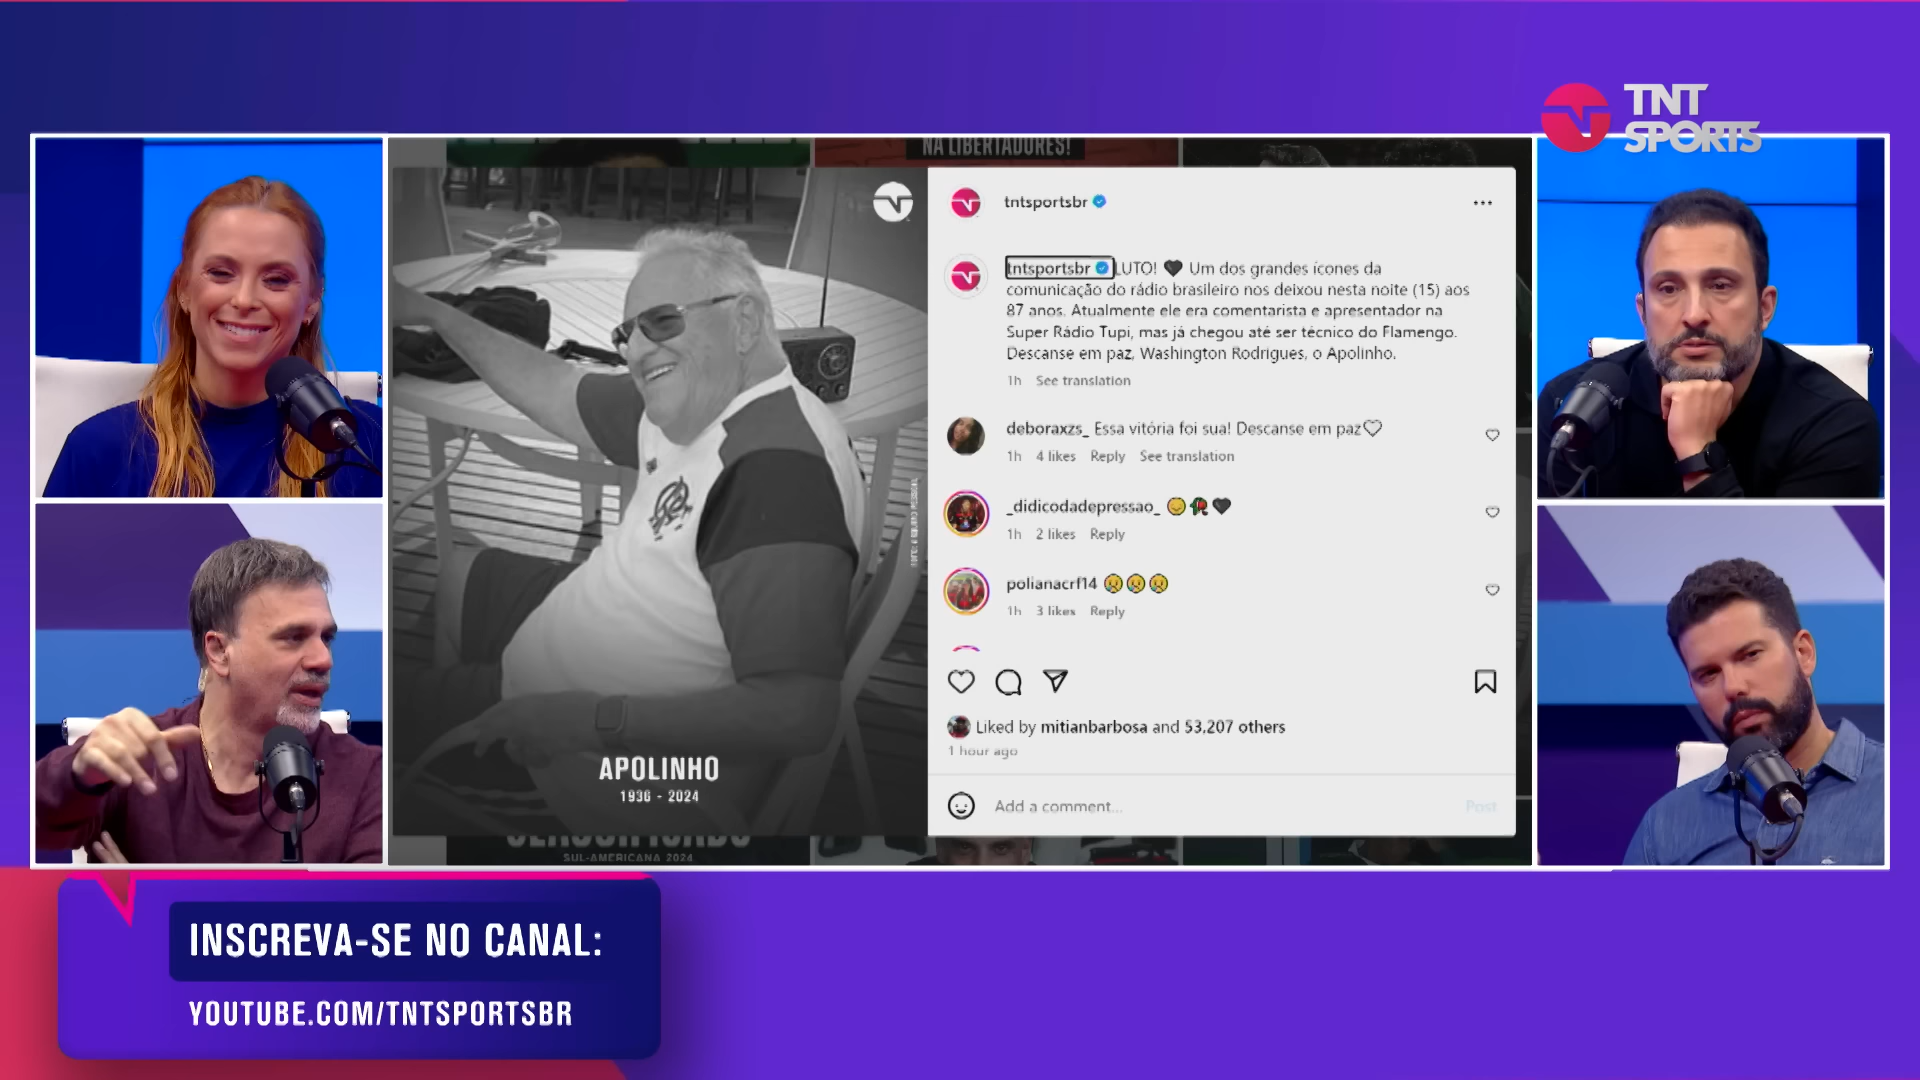 TNT
SPORTS
NA LIBERTADORES!
tntsportsbr
tntsportsbr LUTO! 🖤 Um dos grandes ícones da
comunicação do rádio brasileiro nos deixou nesta noite (15) aos
87 anos. Atualmente ele era comentarista e apresentador na
Super Rádio Tupi, mas já chegou até ser técnico do Flamengo.
Descanse em paz, Washington Rodrigues, o Apolinho.
1h See translation
deboraxzs_ Essa vitória foi sua! Descanse em paz🤍
1h 4 likes Reply See translation
_didicodadepressao_ 😔🥀🖤
1h 2 likes Reply
polianacrf14 😢😢😢
1h 3 likes Reply
Liked by mitianbarbosa and 53,207 others
1 hour ago
Add a comment...
Post
APOLINHO
1936 - 2024
SUL-AMERICANA 2024
INSCREVA-SE NO CANAL:
YOUTUBE.COM/TNTSPORTSBR